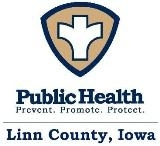 Public Health
Prevent. Promote. Protect.
Linn County, Iowa